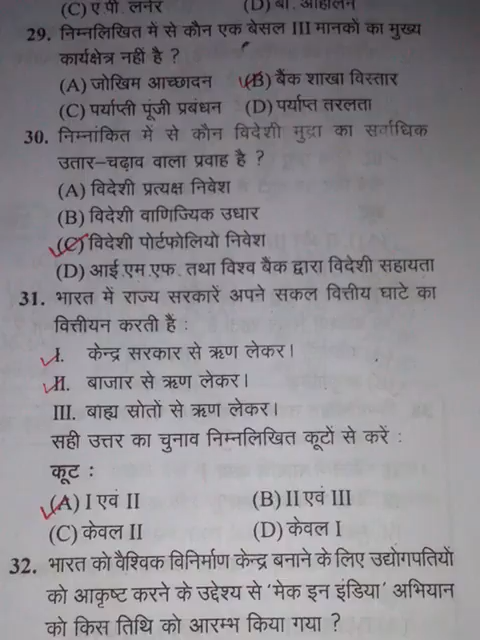 (C) ए.पी. लर्नर (D) बी. ओहलिन
29. निम्नलिखित में से कौन एक बेसल III मानकों का मुख्य
कार्यक्षेत्र नहीं है ?
(A) जोखिम आच्छादन (B) बैंक शाखा विस्तार
(C) पर्याप्ती पूंजी प्रबंधन (D) पर्याप्त तरलता
30. निम्नांकित में से कौन विदेशी मुद्रा का सर्वाधिक
उतार-चढ़ाव वाला प्रवाह है ?
(A) विदेशी प्रत्यक्ष निवेश
(B) विदेशी वाणिज्यिक उधार
(C) विदेशी पोर्टफोलियो निवेश
(D) आई.एम.एफ. तथा विश्व बैंक द्वारा विदेशी सहायता
31. भारत में राज्य सरकारें अपने सकल वित्तीय घाटे का
वित्तीयन करती हैं :
I. केन्द्र सरकार से ऋण लेकर।
II. बाजार से ऋण लेकर।
III. बाह्य स्रोतों से ऋण लेकर।
सही उत्तर का चुनाव निम्नलिखित कूटों से करें :
कूट :
(A) I एवं II (B) II एवं III
(C) केवल II (D) केवल I
32. भारत को वैश्विक विनिर्माण केन्द्र बनाने के लिए उद्योगपतियों
को आकृष्ट करने के उद्देश्य से 'मेक इन इंडिया' अभियान
को किस तिथि को आरम्भ किया गया ?